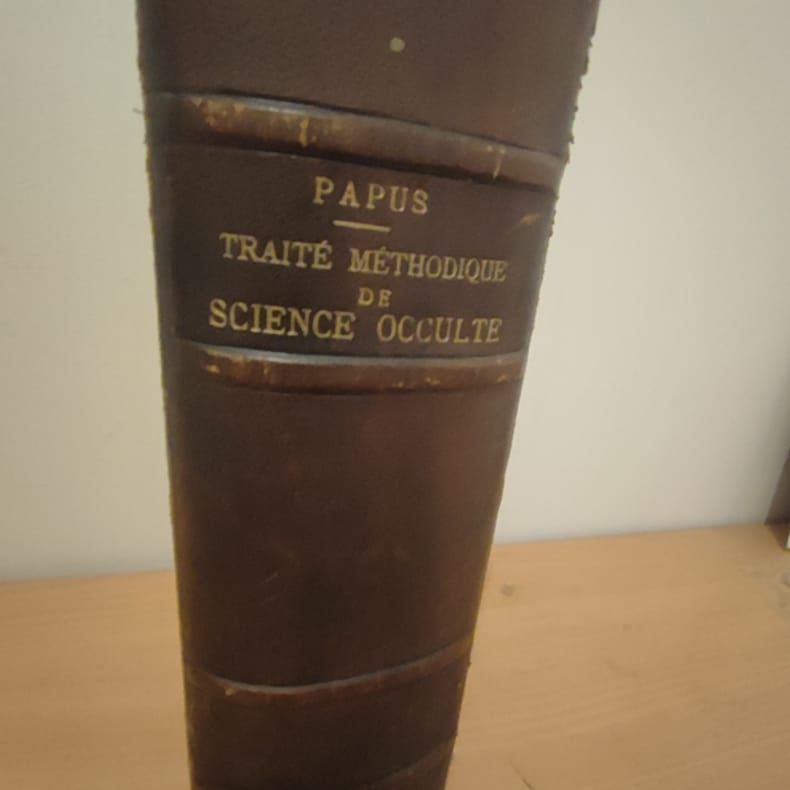 PAPUS
TRAITÉ MÉTHODIQUE
DE
SCIENCE OCCULTE